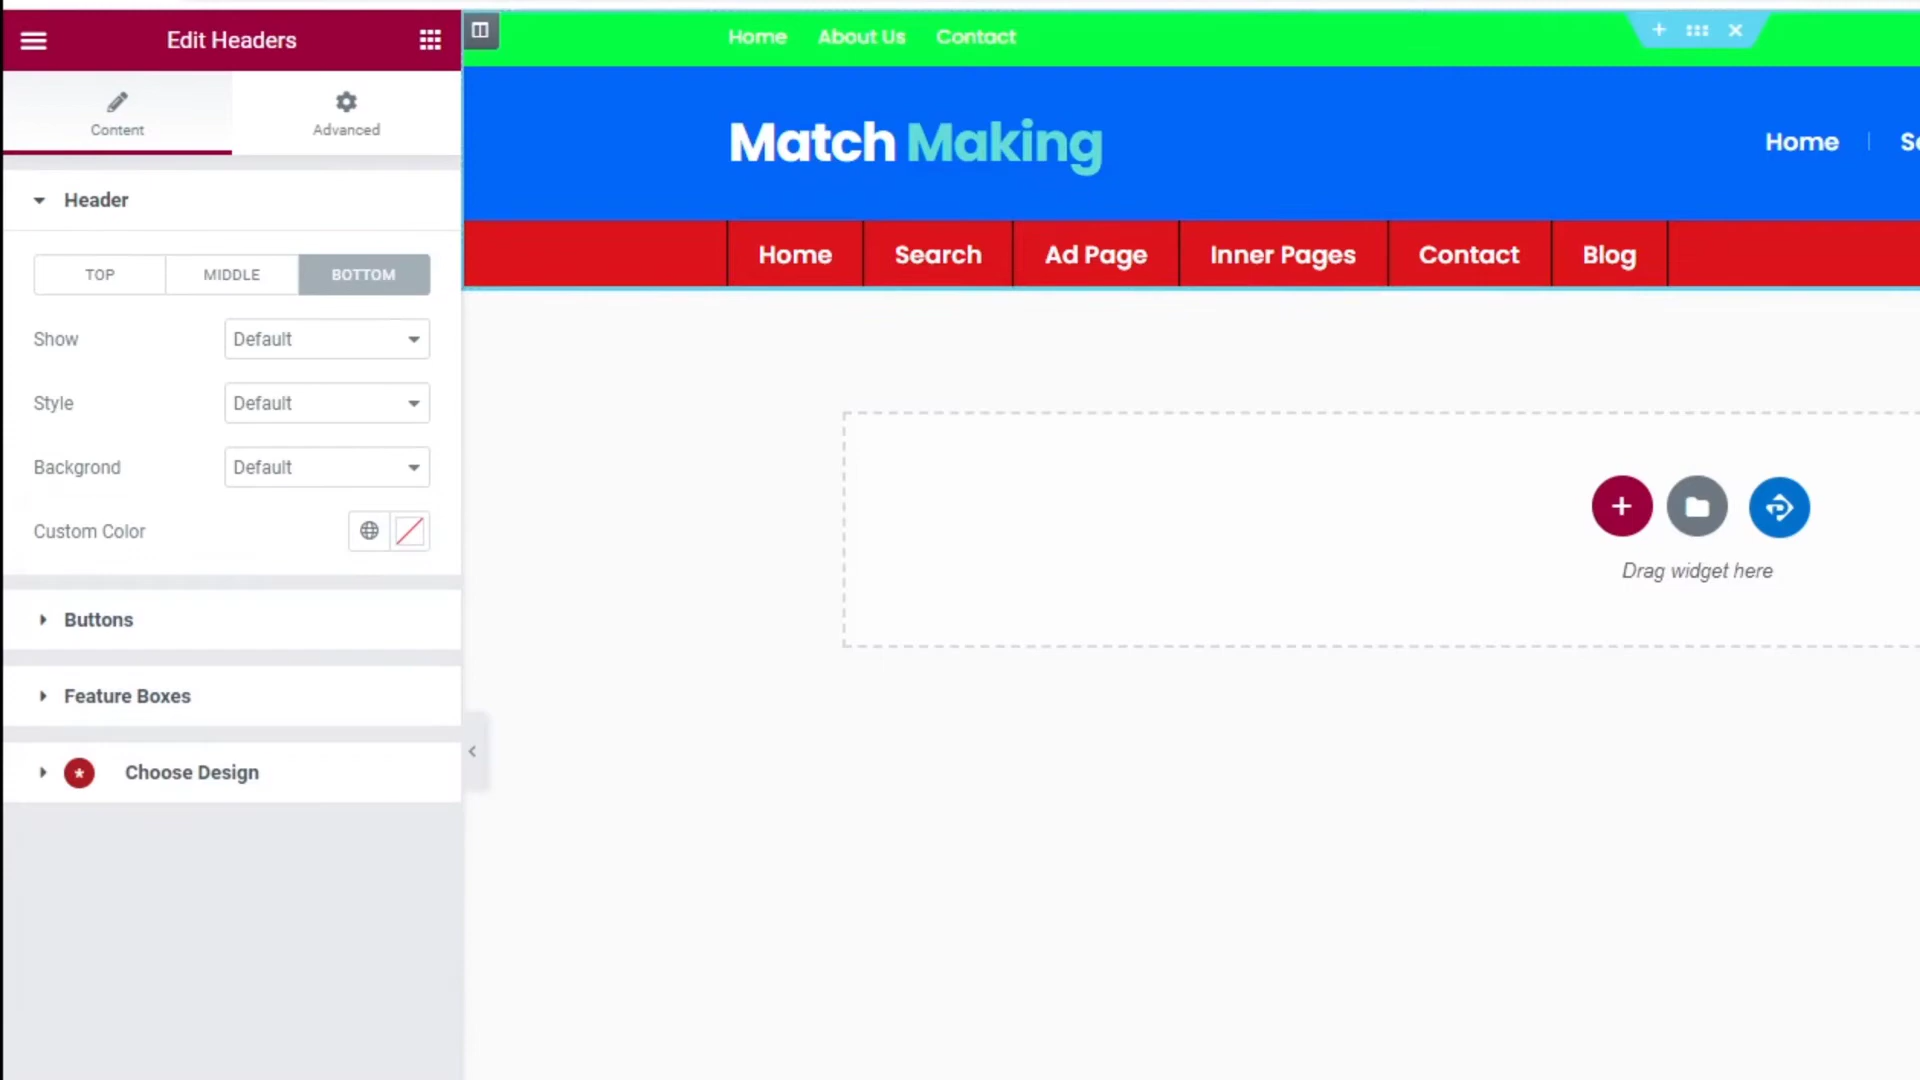 Edit Headers
Content
Advanced
Header
TOP MIDDLE BOTTOM
Show Default
Style Default
Backgrond Default
Custom Color
Buttons
Feature Boxes
Choose Design
Home About Us Contact
Match Making
Home
Home Search Ad Page Inner Pages Contact Blog
Drag widget here